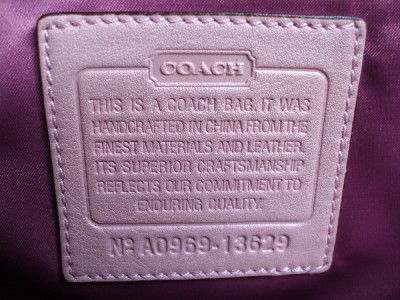 COACH
THIS IS A COACH BAG. IT WAS
HANDCRAFTED IN CHINA FROM THE
FINEST MATERIALS AND LEATHER.
ITS SUPERIOR CRAFTSMANSHIP
REFLECTS OUR COMMITMENT TO
ENDURING QUALITY.
No A0969-13629